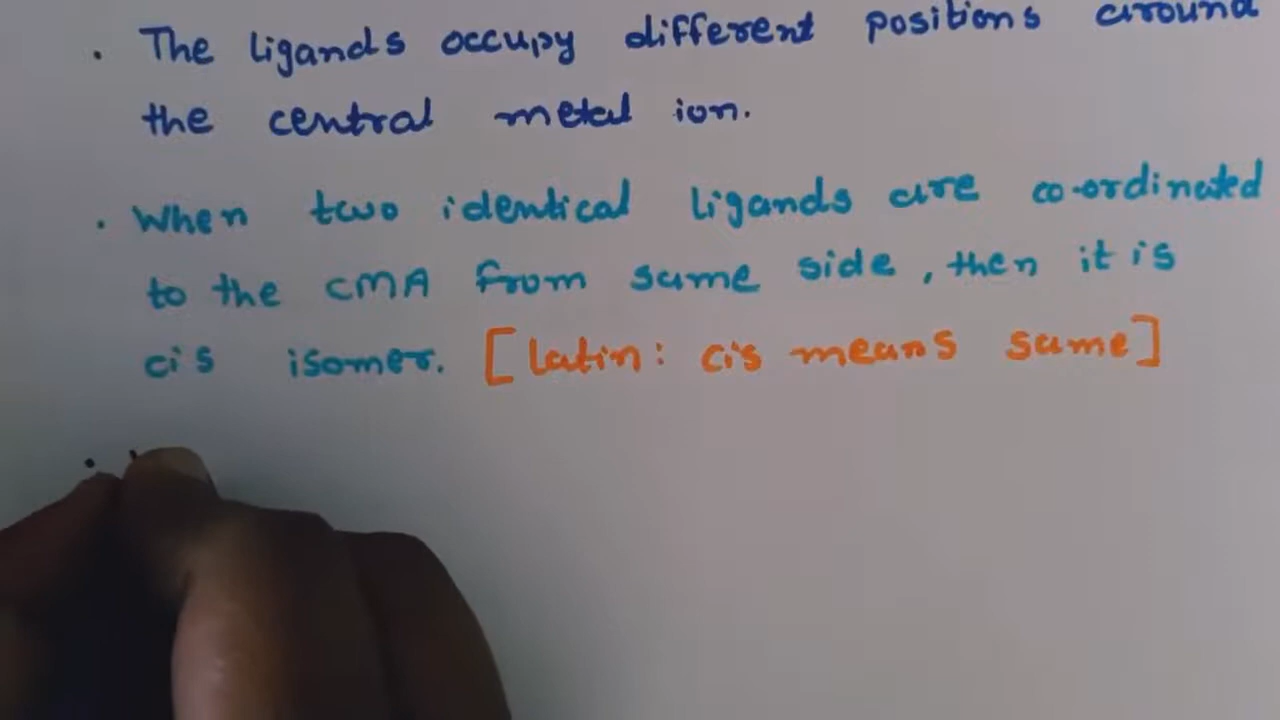 . The ligands occupy different positions around
the central metal ion.
. When two identical ligands are co-ordinated
to the CMA from same side, then it is
cis isomer. [latin: cis means same]
.